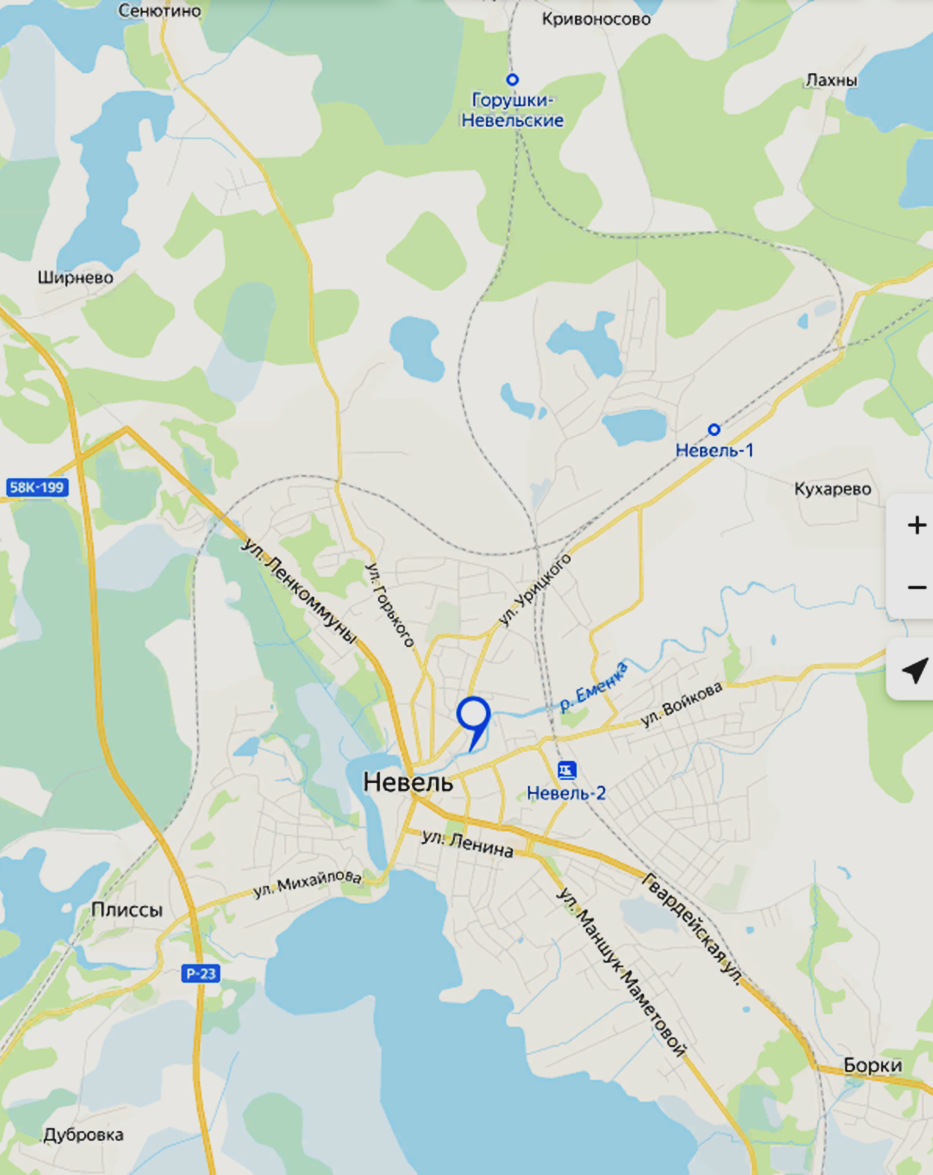 Сенютино
Кривоносово
Лахны
Горушки-
Невельские
Ширнево
Невель-1
58К-199
Кухарево
ул. Ленкоммуны
ул. Горького
ул. Урицкого
р. Еменка
ул. Войкова
Невель
Невель-2
ул. Ленина
ул. Михайлова
Гвардейская ул.
Плиссы
ул. Маншук Маметовой
Р-23
Борки
Дубровка